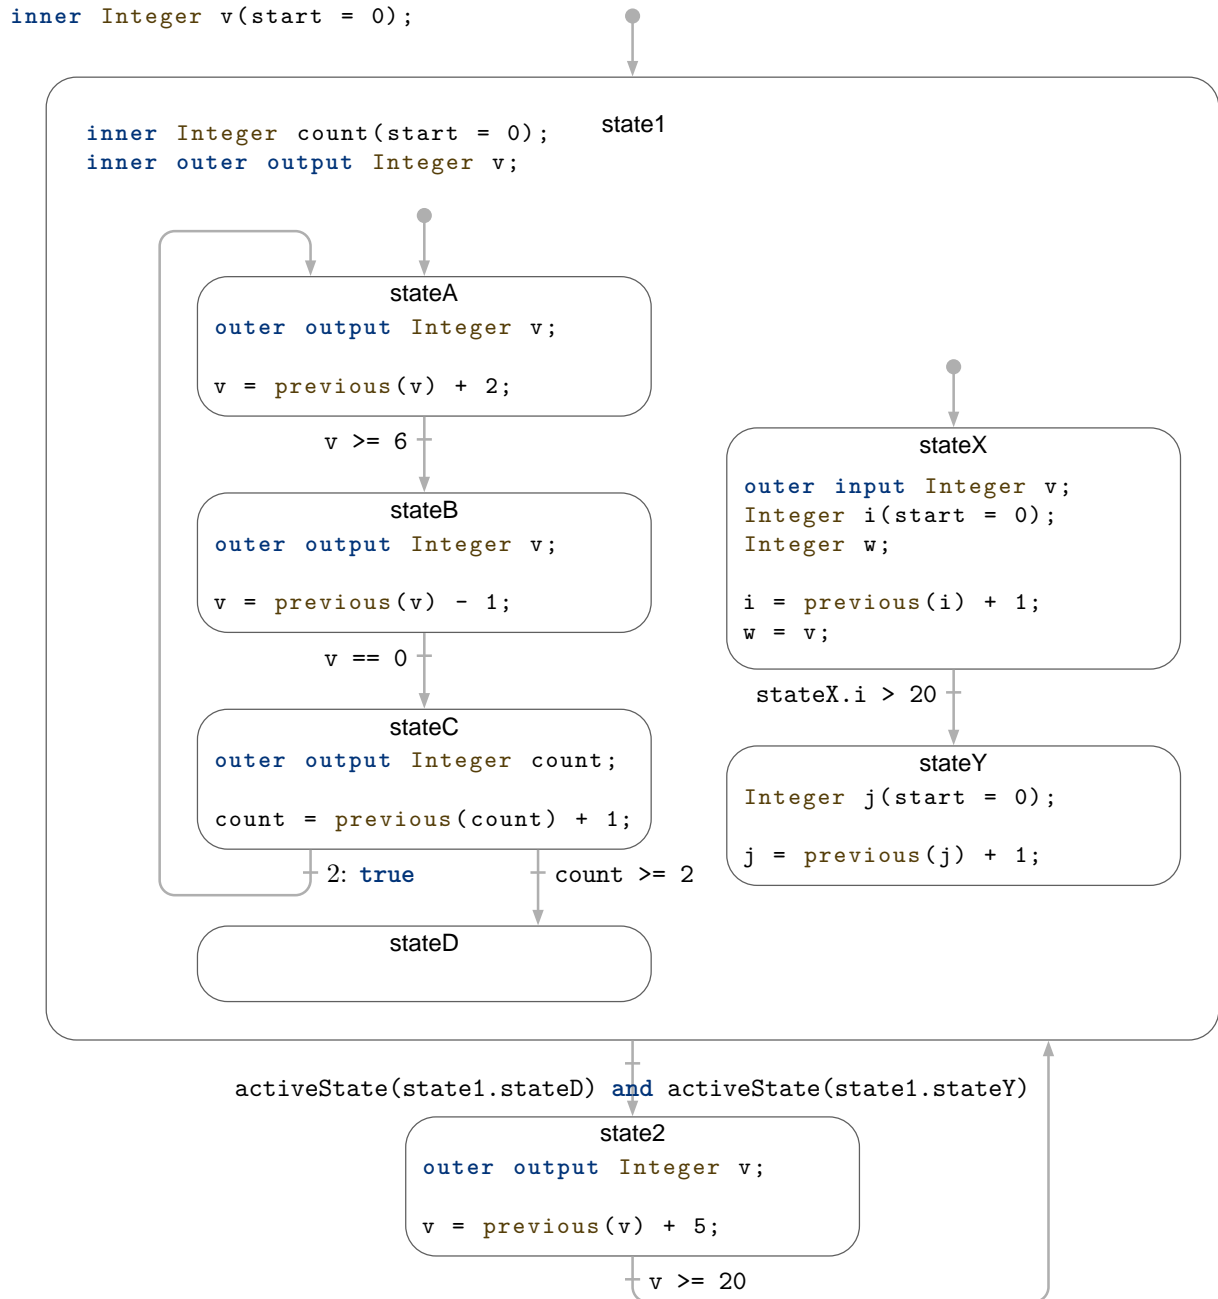 inner Integer v(start = 0);
state1
inner Integer count(start = 0);
inner outer output Integer v;
stateA
outer output Integer v;
v = previous(v) + 2;
v >= 6
stateB
outer output Integer v;
v = previous(v) - 1;
v == 0
stateC
outer output Integer count;
count = previous(count) + 1;
2: true
count >= 2
stateD
stateX
outer input Integer v;
Integer i(start = 0);
Integer w;
i = previous(i) + 1;
w = v;
stateX.i > 20
stateY
Integer j(start = 0);
j = previous(j) + 1;
activeState(state1.stateD) and activeState(state1.stateY)
state2
outer output Integer v;
v = previous(v) + 5;
v >= 20